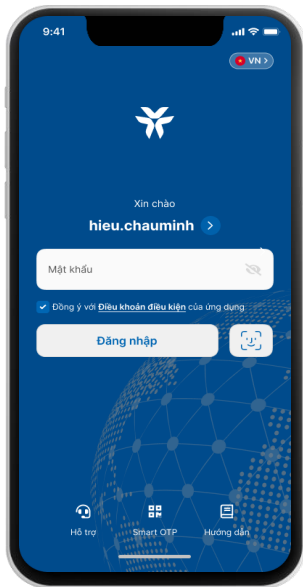 9:41
VN >
Xin chào
hieu.chauminh >
Mật khẩu
Đồng ý với Điều khoản điều kiện của ứng dụng
Đăng nhập
Hỗ trợ Smart OTP Hướng dẫn